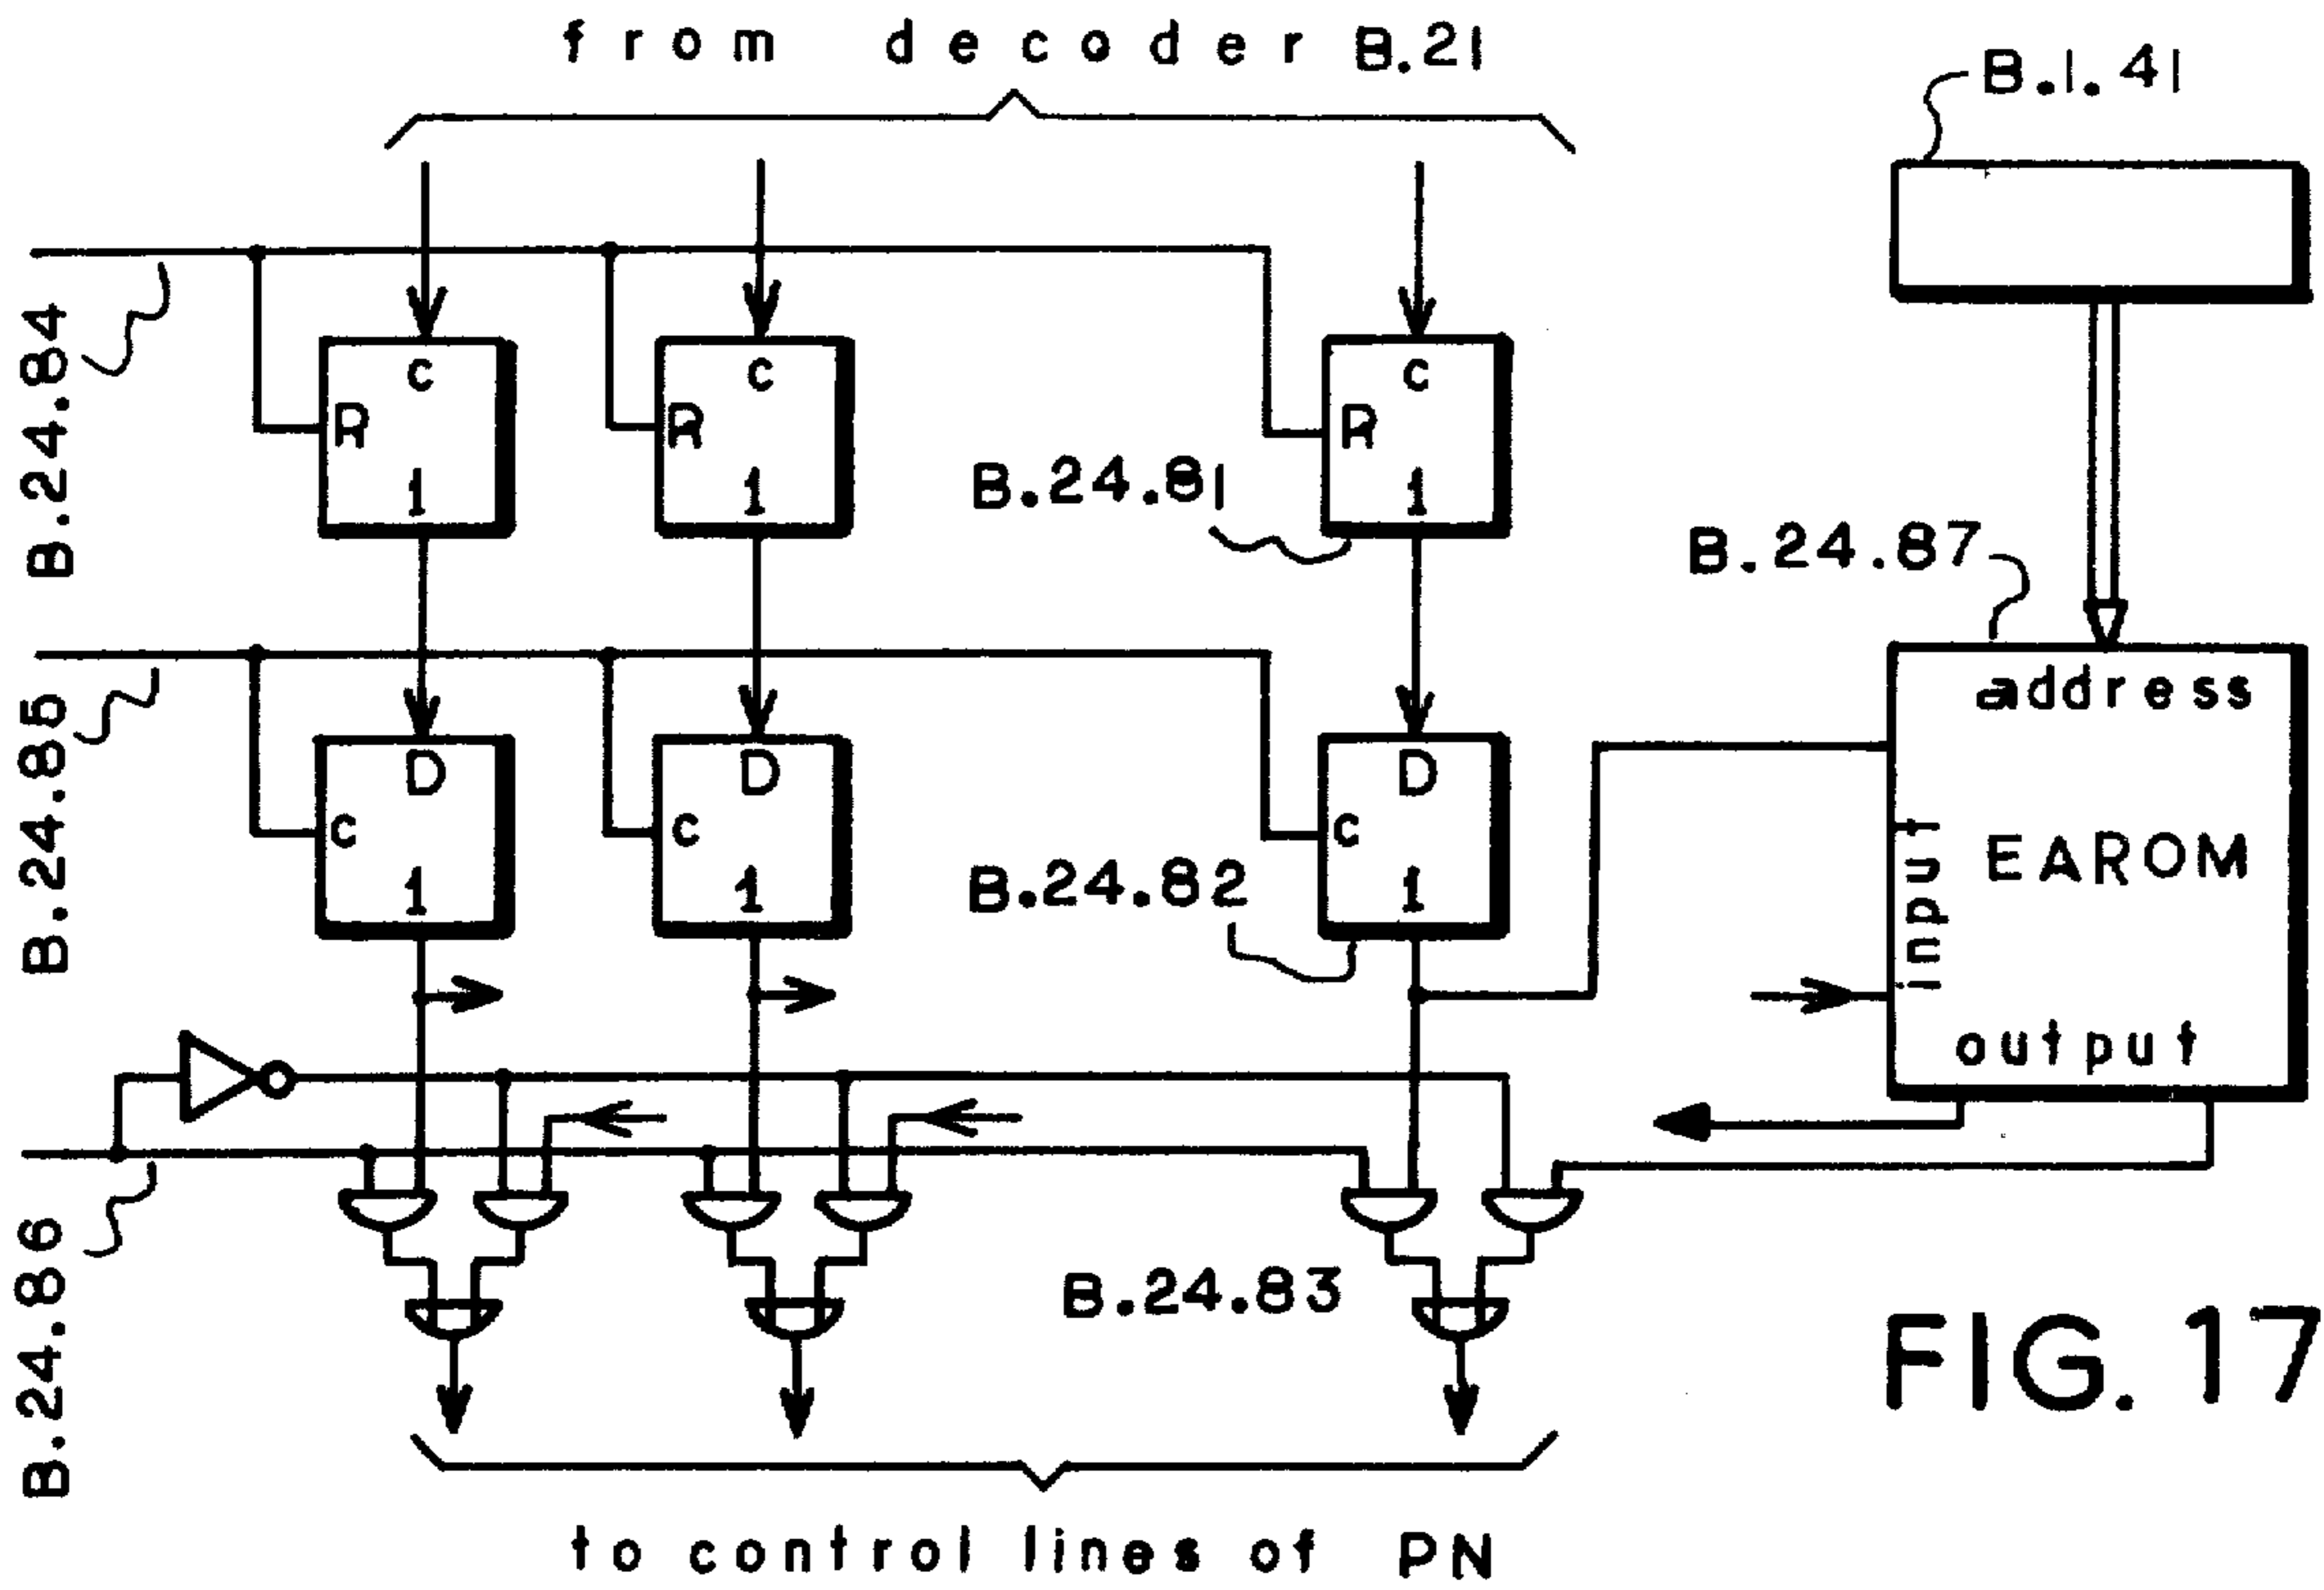 from decoder B.21
B.1.41
B.24.84
c
R
1
c
R
1
c
R
1
B.24.81
B.24.87
B.24.85
D
c
1
D
c
1
D
c
1
B.24.82
address
input
EAROM
output
B.24.86
B.24.83
FIG. 17
to control lines of PN